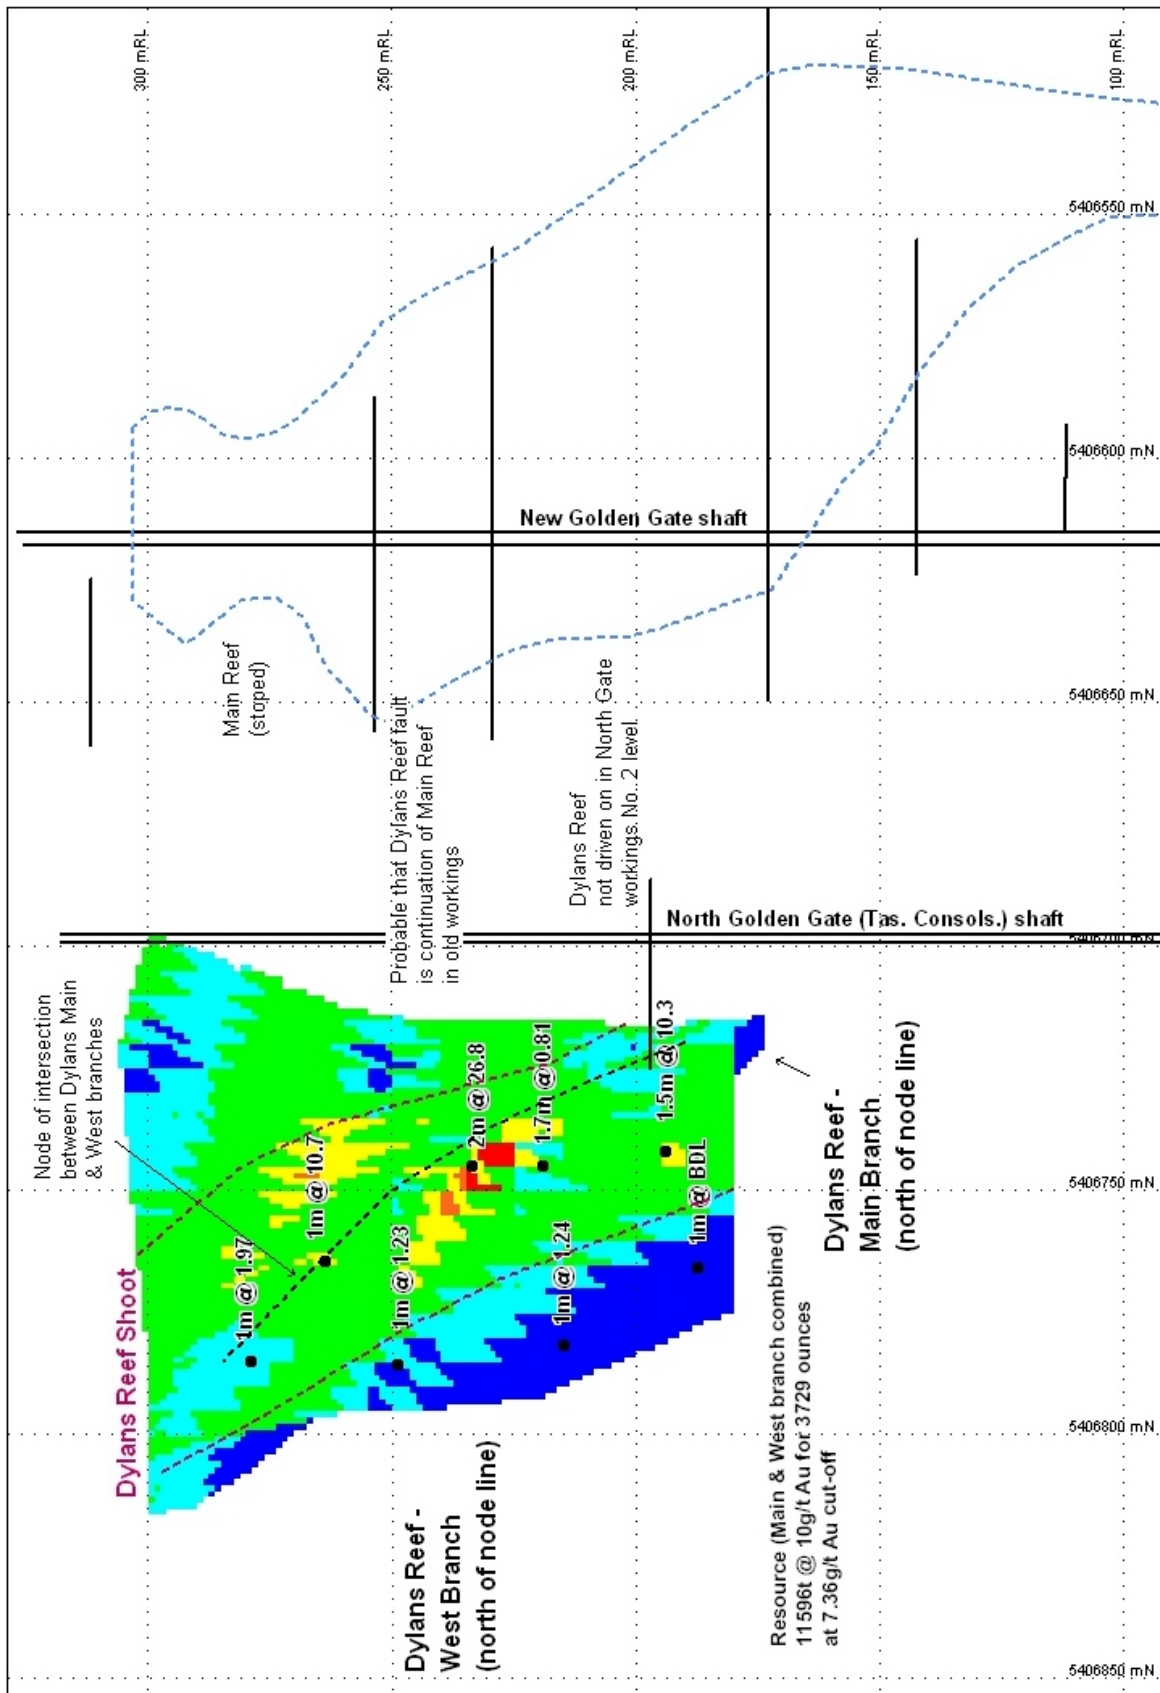 300 mRL
250 mRL
200 mRL
150 mRL
100 mRL
5406550 mN
5406600 mN
New Golden Gate shaft
5406650 mN
Main Reef
(stoped)
Probable that Dylans Reef fault
is continuation of Main Reef
in old workings
Dylans Reef
not driven on in North Gate
workings No. 2 level.
North Golden Gate (Tas. Consols.) shaft
5406700 mN
Node of intersection
between Dylans Main
& West branches
Dylans Reef Shoot
1m @ 1.97
1m @ 10.7
1m @ 1.23
2m @ 26.8
1.7m @ 0.81
1m @ 1.24
1.5m @ 10.3
1m @ BDL
5406750 mN
Dylans Reef -
Main Branch
(north of node line)
Dylans Reef -
West Branch
(north of node line)
Resource (Main & West branch combined)
11596t @ 10g/t Au for 3729 ounces
at 7.36g/t Au cut-off
5406800 mN
5406850 mN